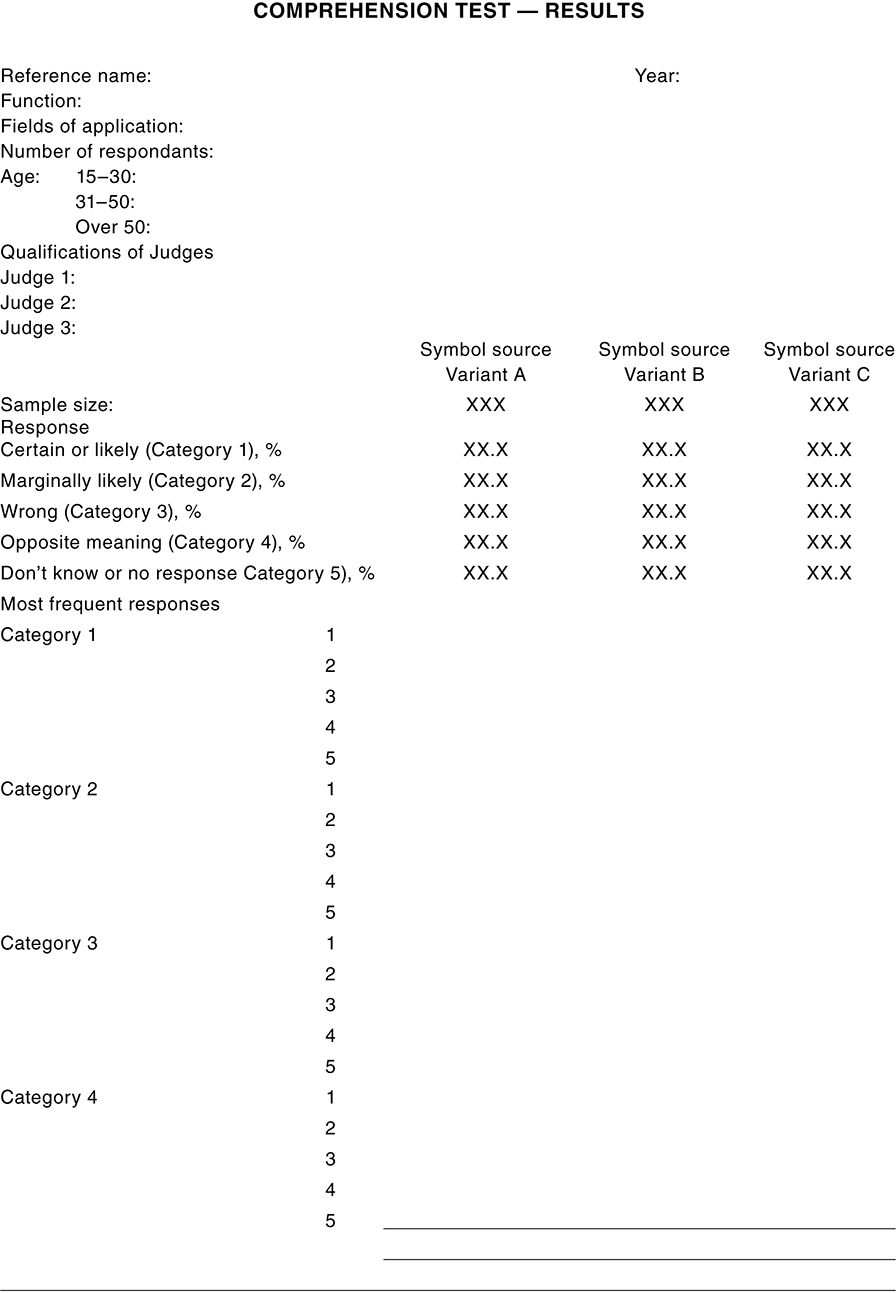 COMPREHENSION TEST — RESULTS
Reference name: Year:
Function:
Fields of application:
Number of respondants:
Age: 15–30:
31–50:
Over 50:
Qualifications of Judges
Judge 1:
Judge 2:
Judge 3:
Symbol source Symbol source Symbol source
Variant A Variant B Variant C
Sample size: XXX XXX XXX
Response
Certain or likely (Category 1), % XX.X XX.X XX.X
Marginally likely (Category 2), % XX.X XX.X XX.X
Wrong (Category 3), % XX.X XX.X XX.X
Opposite meaning (Category 4), % XX.X XX.X XX.X
Don’t know or no response Category 5), % XX.X XX.X XX.X
Most frequent responses
Category 1 1
2
3
4
5
Category 2 1
2
3
4
5
Category 3 1
2
3
4
5
Category 4 1
2
3
4
5